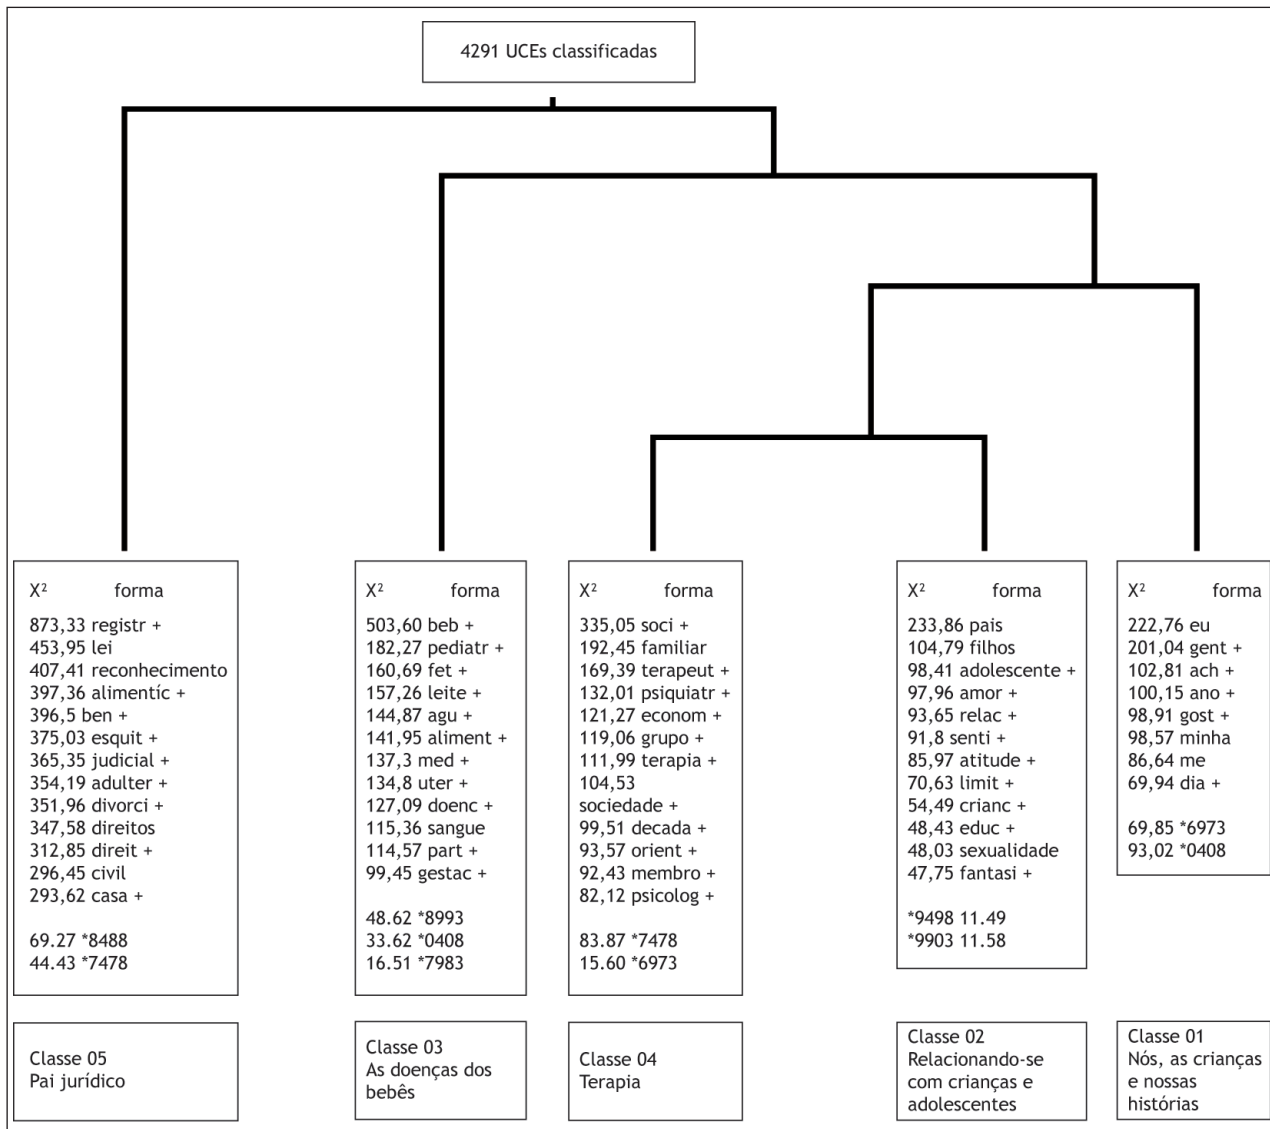 4291 UCEs classificadas
X² forma
873,33 registr +
453,95 lei
407,41 reconhecimento
397,36 alimentíc +
396,5 ben +
375,03 esquit +
365,35 judicial +
354,19 adulter +
351,96 divorci +
347,58 direitos
312,85 direit +
296,45 civil
293,62 casa +
69.27 *8488
44.43 *7478
X² forma
503,60 beb +
182,27 pediatr +
160,69 fet +
157,26 leite +
144,87 agu +
141,95 aliment +
137,3 med +
134,8 uter +
127,09 doenc +
115,36 sangue
114,57 part +
99,45 gestac +
48.62 *8993
33.62 *0408
16.51 *7983
X² forma
335,05 soci +
192,45 familiar
169,39 terapeut +
132,01 psiquiatr +
121,27 econom +
119,06 grupo +
111,99 terapia +
104,53
sociedade +
99,51 decada +
93,57 orient +
92,43 membro +
82,12 psicolog +
83.87 *7478
15.60 *6973
X² forma
233,86 pais
104,79 filhos
98,41 adolescente +
97,96 amor +
93,65 relac +
91,8 senti +
85,97 atitude +
70,63 limit +
54,49 crianc +
48,43 educ +
48,03 sexualidade
47,75 fantasi +
*9498 11.49
*9903 11.58
X² forma
222,76 eu
201,04 gent +
102,81 ach +
100,15 ano +
98,91 gost +
98,57 minha
86,64 me
69,94 dia +
69,85 *6973
93,02 *0408
Classe 05
Pai jurídico
Classe 03
As doenças dos
bebês
Classe 04
Terapia
Classe 02
Relacionando-se
com crianças e
adolescentes
Classe 01
Nós, as crianças
e nossas
histórias